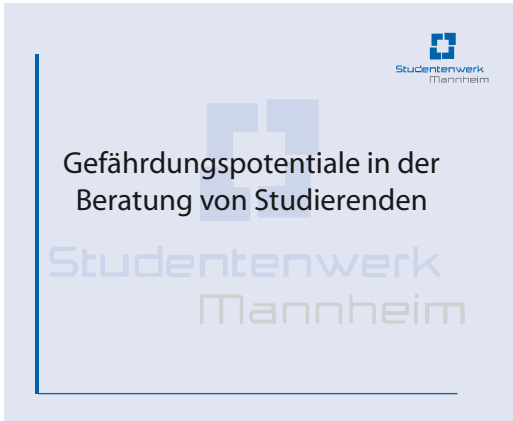 Studentenwerk
Mannheim
Gefährdungspotentiale in der
Beratung von Studierenden
Studentenwerk
Mannheim